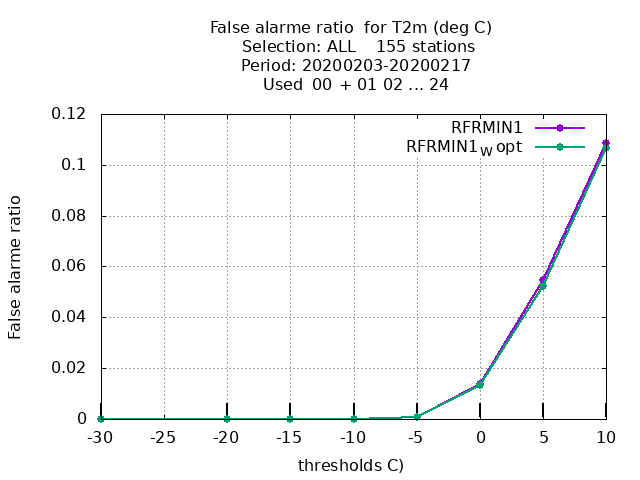 False alarme ratio  for T2m (deg C)
Selection: ALL    155 stations
Period: 20200203-20200217
Used  00 + 01 02 ... 24
0.12
0.1
0.08
0.06
0.04
0.02
0
False alarme ratio
RFRMIN1
RFRMIN1Wopt
-30 -25 -20 -15 -10 -5 0 5 10
thresholds C)